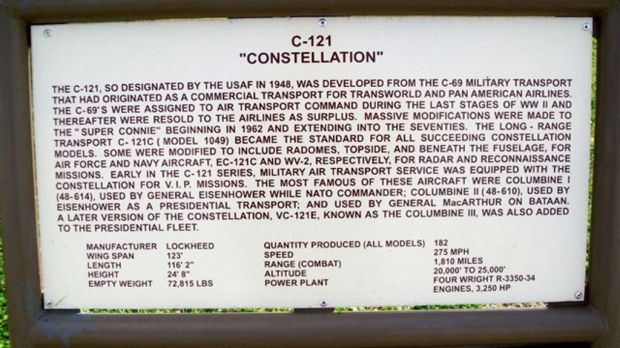 C-121
"CONSTELLATION"
THE C-121, SO DESIGNATED BY THE USAF IN 1948, WAS DEVELOPED FROM THE C-69 MILITARY TRANSPORT
THAT HAD ORIGINATED AS A COMMERCIAL TRANSPORT FOR TRANSWORLD AND PAN AMERICAN AIRLINES.
THE C-69'S WERE ASSIGNED TO AIR TRANSPORT COMMAND DURING THE LAST STAGES OF WW II AND
THEREAFTER WERE RESOLD TO THE AIRLINES AS SURPLUS. MASSIVE MODIFICATIONS WERE MADE TO
THE "SUPER CONNIE" BEGINNING IN 1962 AND EXTENDING INTO THE SEVENTIES. THE LONG - RANGE
TRANSPORT C-121C ( MODEL 1049) BECAME THE STANDARD FOR ALL SUCCEEDING CONSTELLATION
MODELS. SOME WERE MODIFIED TO INCLUDE RADOMES, TOPSIDE, AND BENEATH THE FUSELAGE, FOR
AIR FORCE AND NAVY AIRCRAFT, EC-121C AND WV-2, RESPECTIVELY, FOR RADAR AND RECONNAISSANCE
MISSIONS. EARLY IN THE C-121 SERIES, MILITARY AIR TRANSPORT SERVICE WAS EQUIPPED WITH THE
CONSTELLATION FOR V.I.P. MISSIONS. THE MOST FAMOUS OF THESE AIRCRAFT WERE COLUMBINE I
(48-614), USED BY GENERAL EISENHOWER WHILE NATO COMMANDER; COLUMBINE II (48-610), USED BY
EISENHOWER AS A PRESIDENTIAL TRANSPORT; AND USED BY GENERAL MacARTHUR ON BATAAN.
A LATER VERSION OF THE CONSTELLATION, VC-121E, KNOWN AS THE COLUMBINE III, WAS ALSO ADDED
TO THE PRESIDENTIAL FLEET.
MANUFACTURER LOCKHEED QUANTITY PRODUCED (ALL MODELS) 182
WING SPAN 123' SPEED 275 MPH
LENGTH 116' 2" RANGE (COMBAT) 1,810 MILES
HEIGHT 24' 8" ALTITUDE 20,000' TO 25,000'
EMPTY WEIGHT 72,815 LBS POWER PLANT FOUR WRIGHT R-3350-34
ENGINES, 3,250 HP